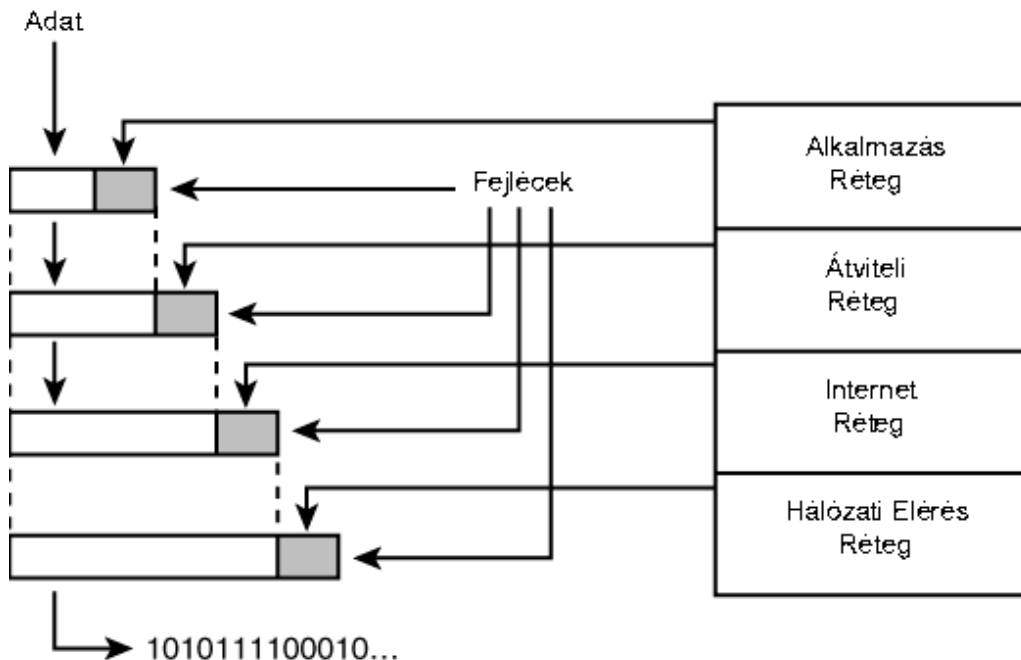 Adat
Alkalmazás
Réteg
Fejlécek
Átviteli
Réteg
Internet
Réteg
Hálózati Elérés
Réteg
1010111100010...